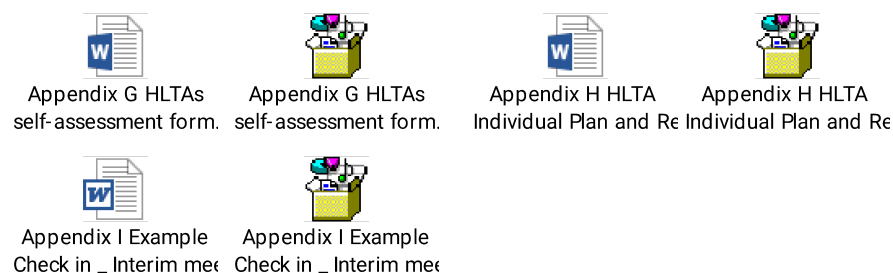 Appendix G HLTAs
self-assessment form.
Appendix G HLTAs
self-assessment form.
Appendix H HLTA
Individual Plan and Re
Appendix H HLTA
Individual Plan and Re
Appendix I Example
Check in _ Interim mee
Appendix I Example
Check in _ Interim mee